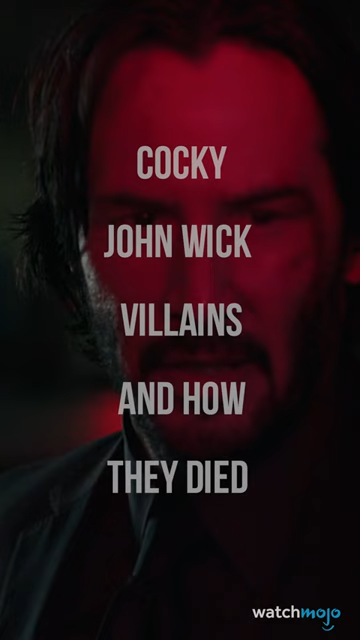 COCKY
JOHN WICK
VILLAINS
AND HOW
THEY DIED
watchmojo